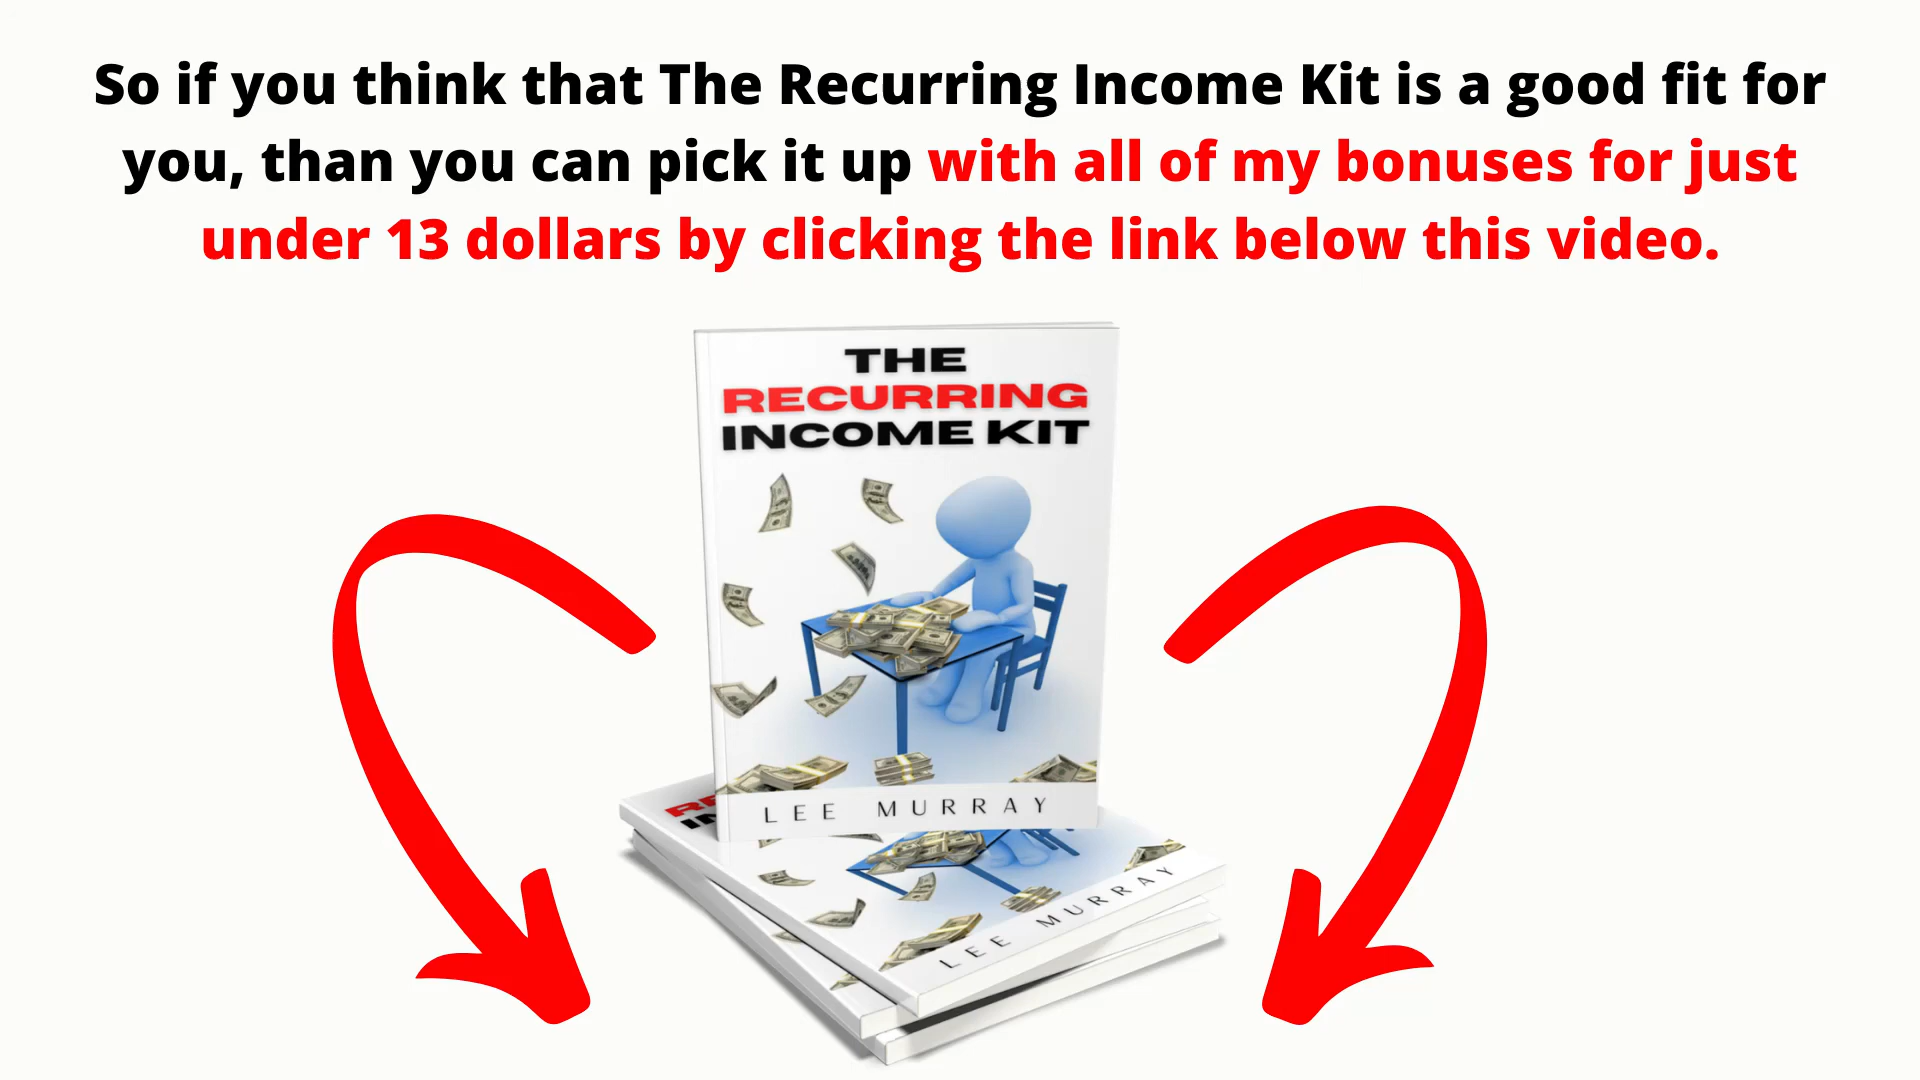 So if you think that The Recurring Income Kit is a good fit for
you, than you can pick it up with all of my bonuses for just
under 13 dollars by clicking the link below this video.
THE
RECURRING
INCOME KIT
LEE MURRAY
RE
IN
LEE MURRAY